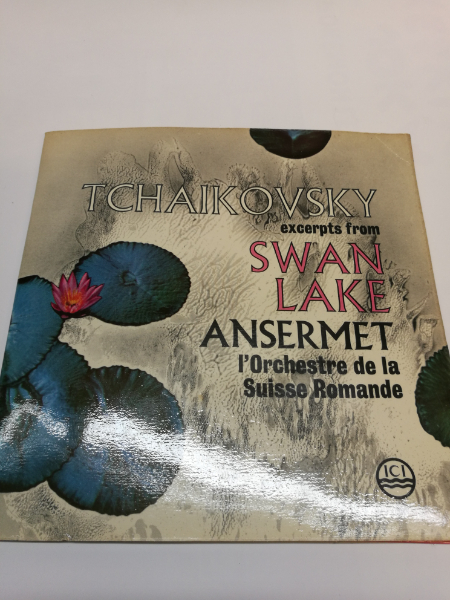 TCHAIKOVSKY
excerpts from
SWAN
LAKE
ANSERMET
l'Orchestre de la
Suisse Romande
ICI